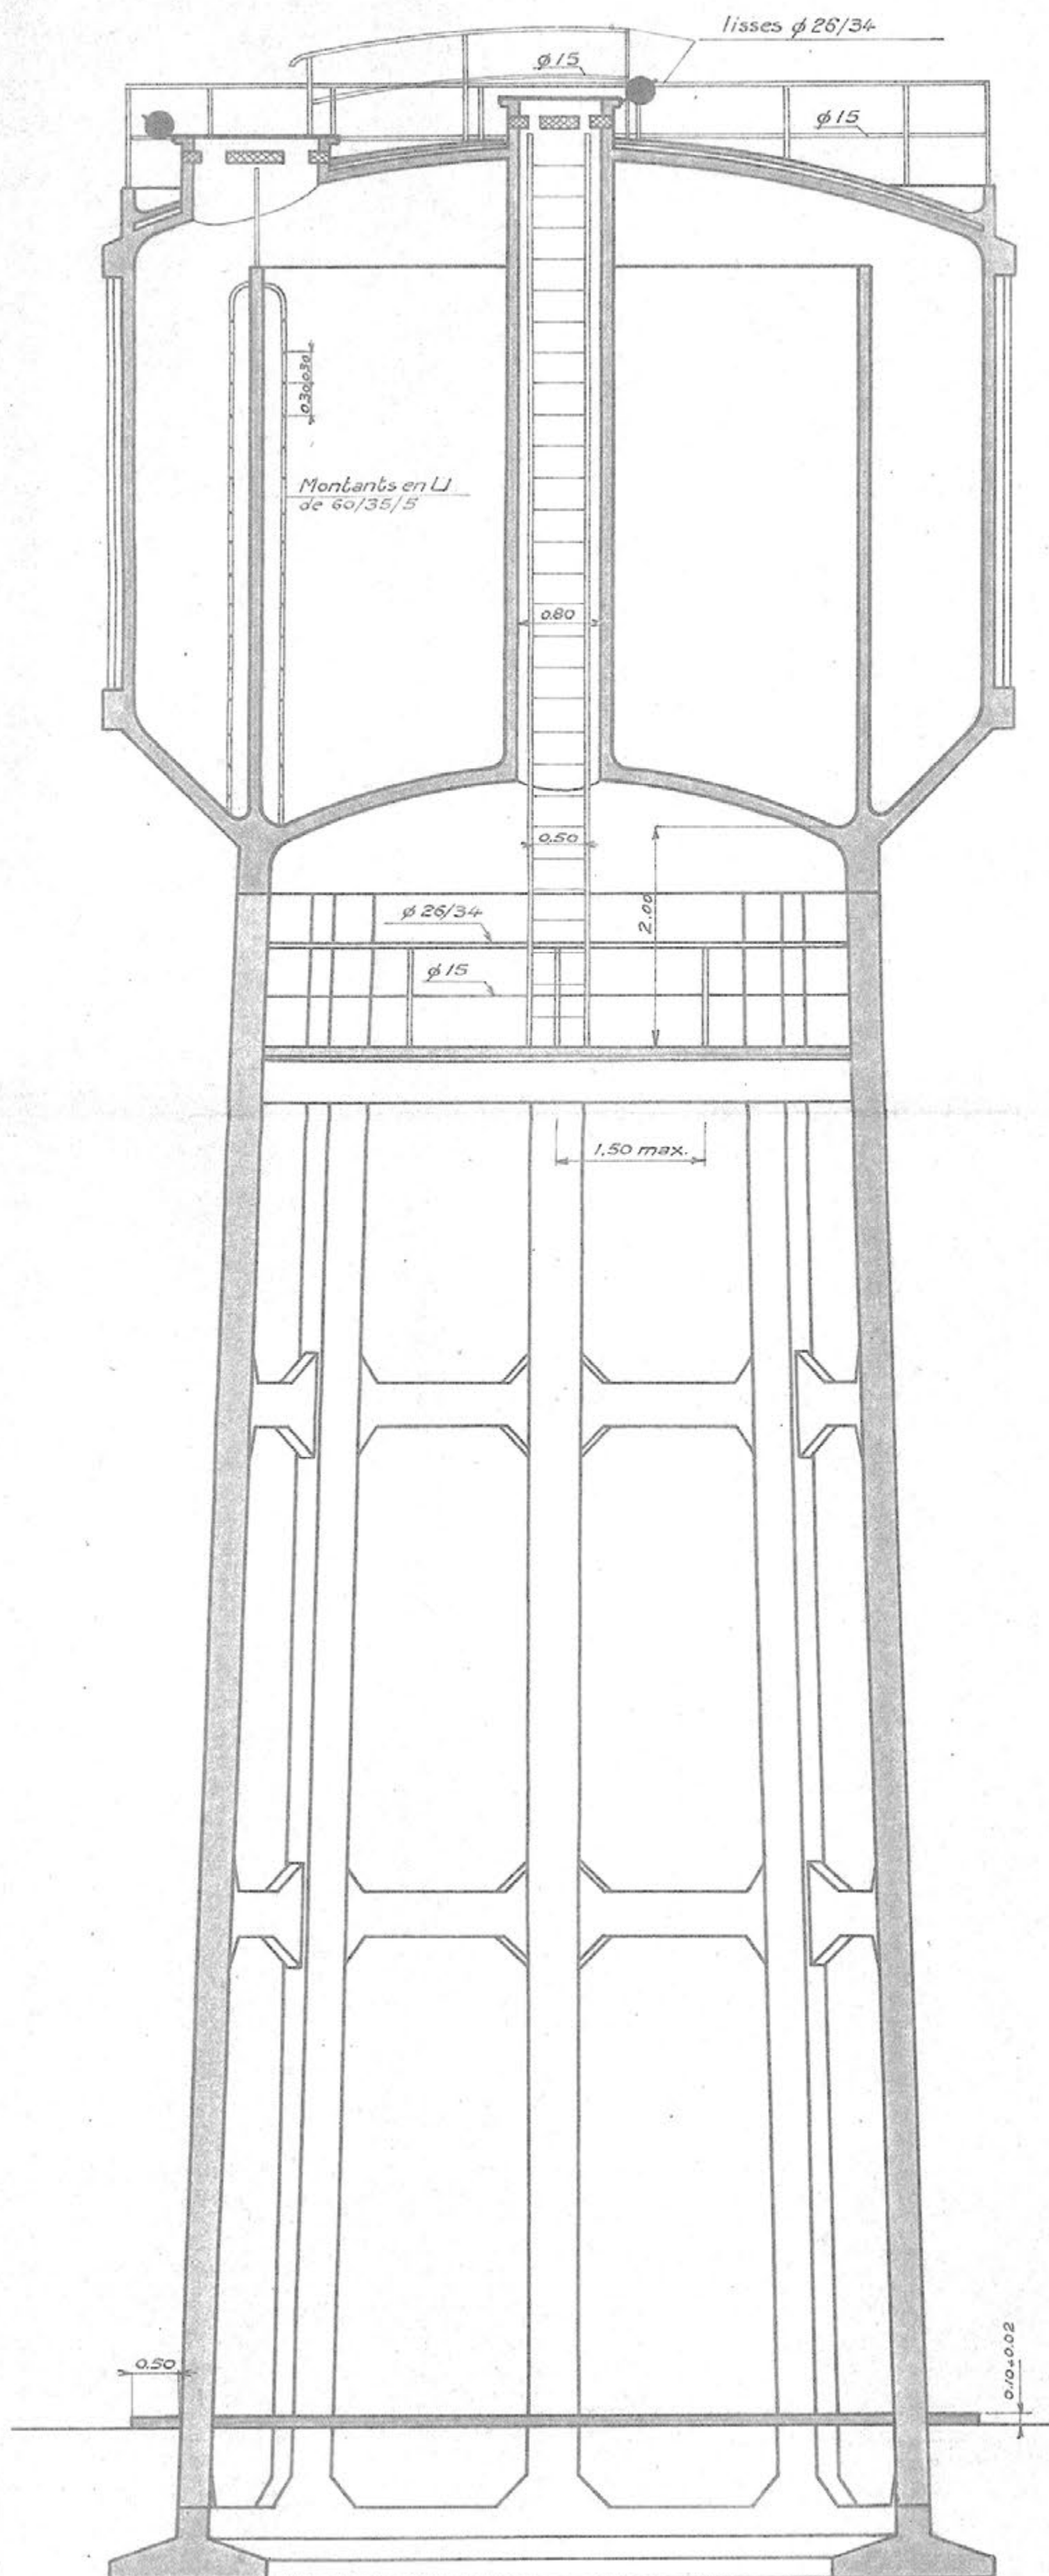 lisses ϕ 26/34
ϕ 15
ϕ 15
0.30 0.30
Montants en U
de 60/35/5
0.80
0.50
2.00
ϕ 26/34
ϕ 15
1.50 max.
0.50
0.10+0.02